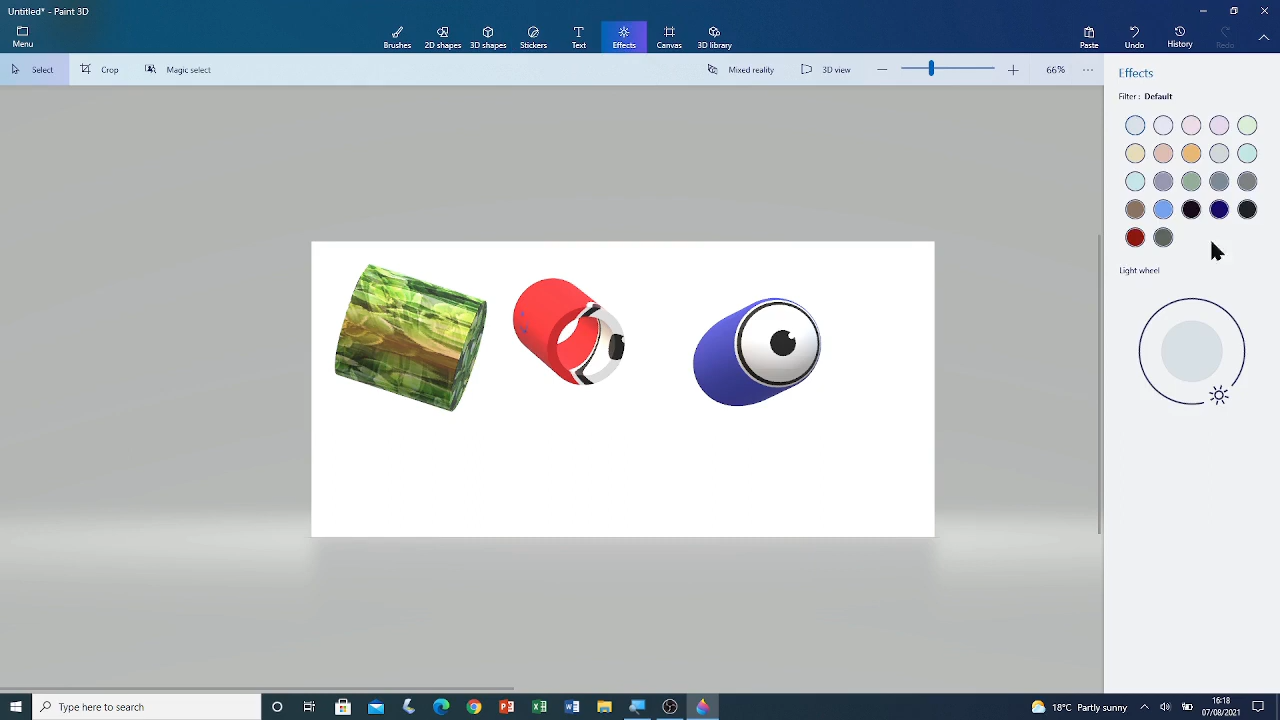 Untitled* - Paint 3D
Menu
Brushes
2D shapes
3D shapes
Stickers
Text
Effects
Canvas
3D library
Paste
Undo
History
Redo
Select
Crop
Magic select
Mixed reality
3D view
66%
Effects
Filter : Default
Light wheel
Type here to search
18°C Partly sunny
16:18
07/08/2021